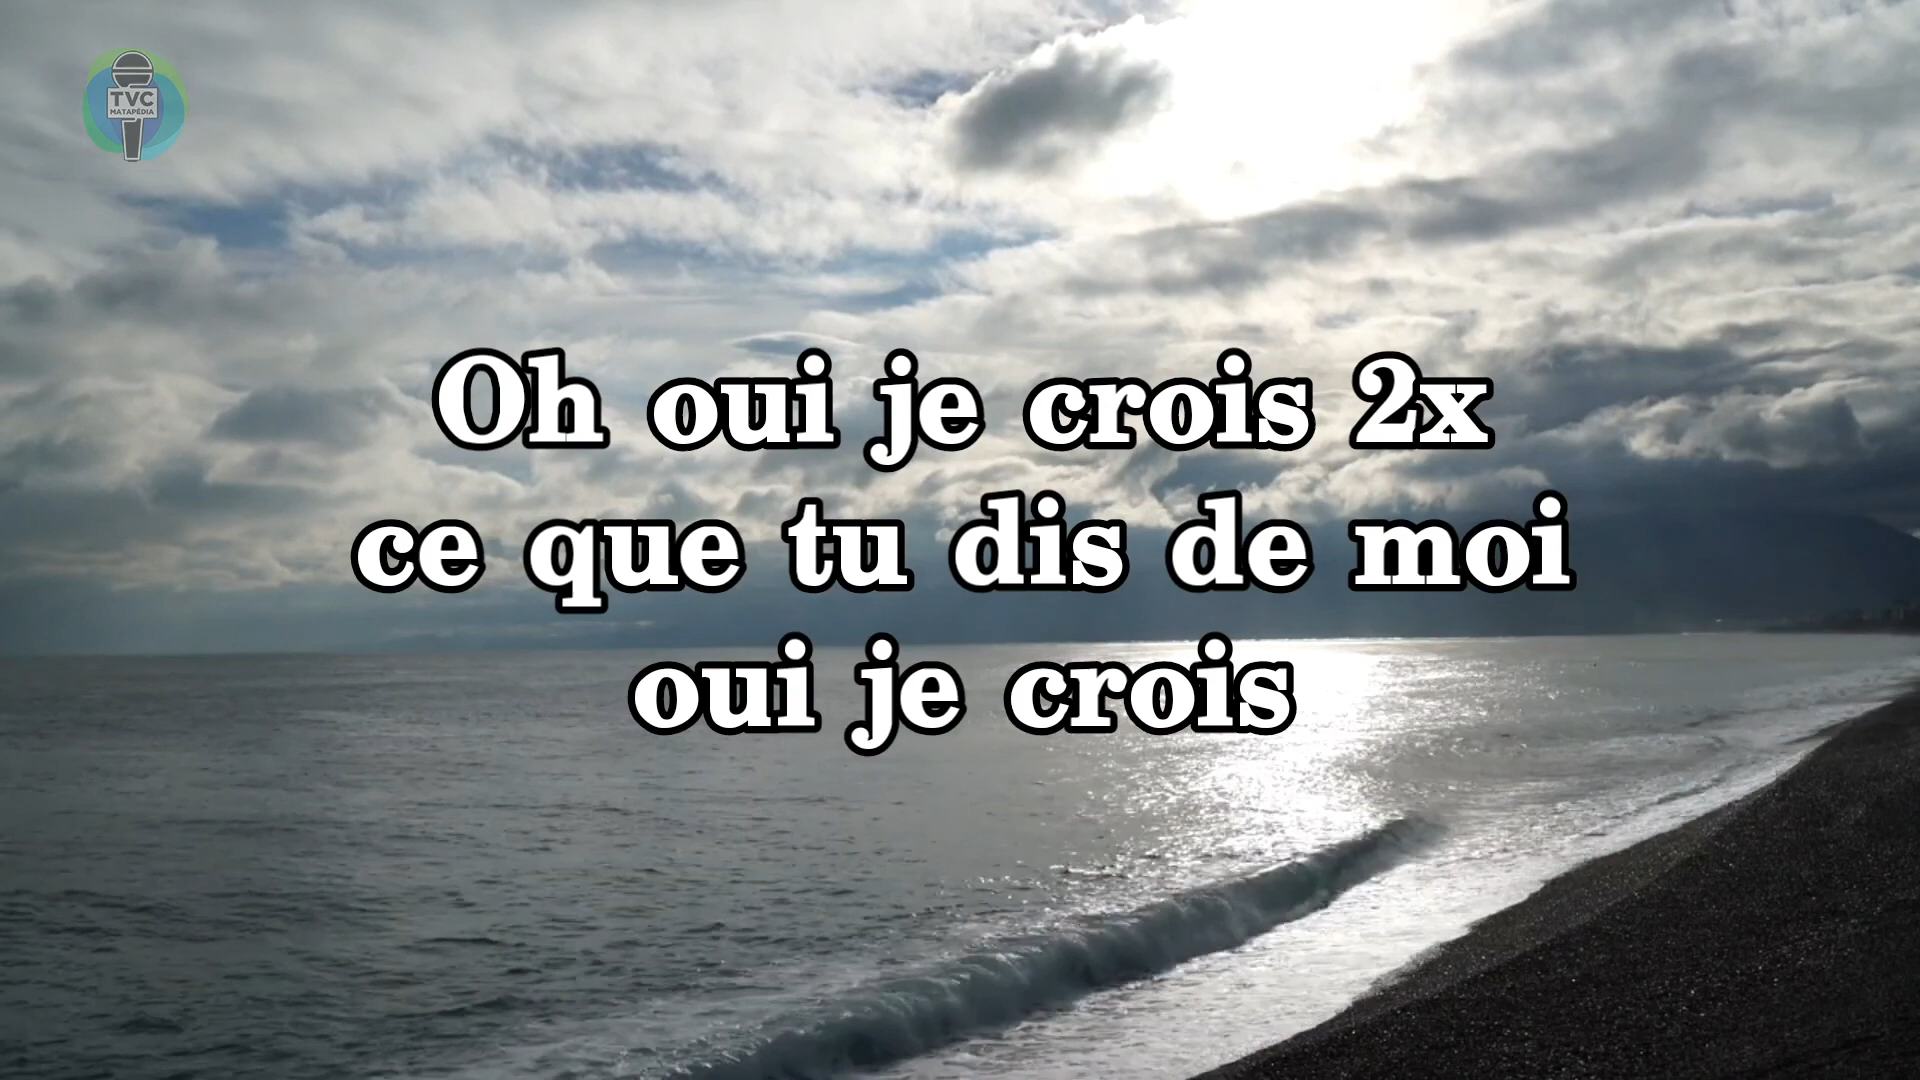 TVC
MATAPÉDIA
Oh oui je crois 2x
ce que tu dis de moi
oui je crois